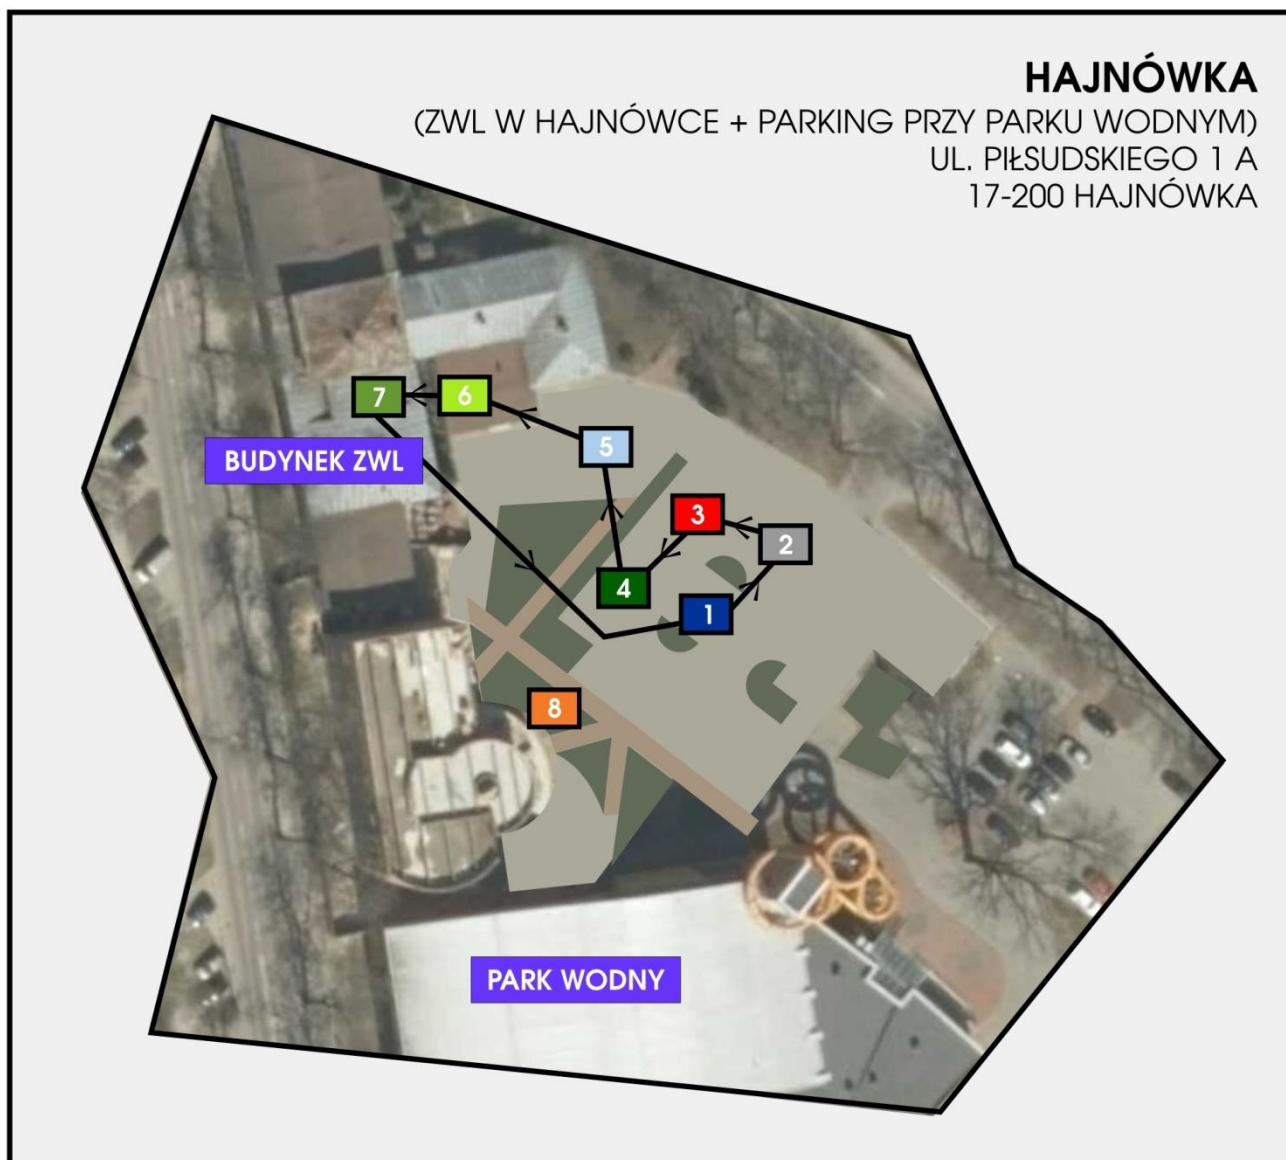 HAJNÓWKA
(ZWL W HAJNÓWCE + PARKING PRZY PARKU WODNYM)
UL. PIŁSUDSKIEGO 1 A
17-200 HAJNÓWKA
7
6
5
BUDYNEK ZWL
3
2
4
1
8
PARK WODNY